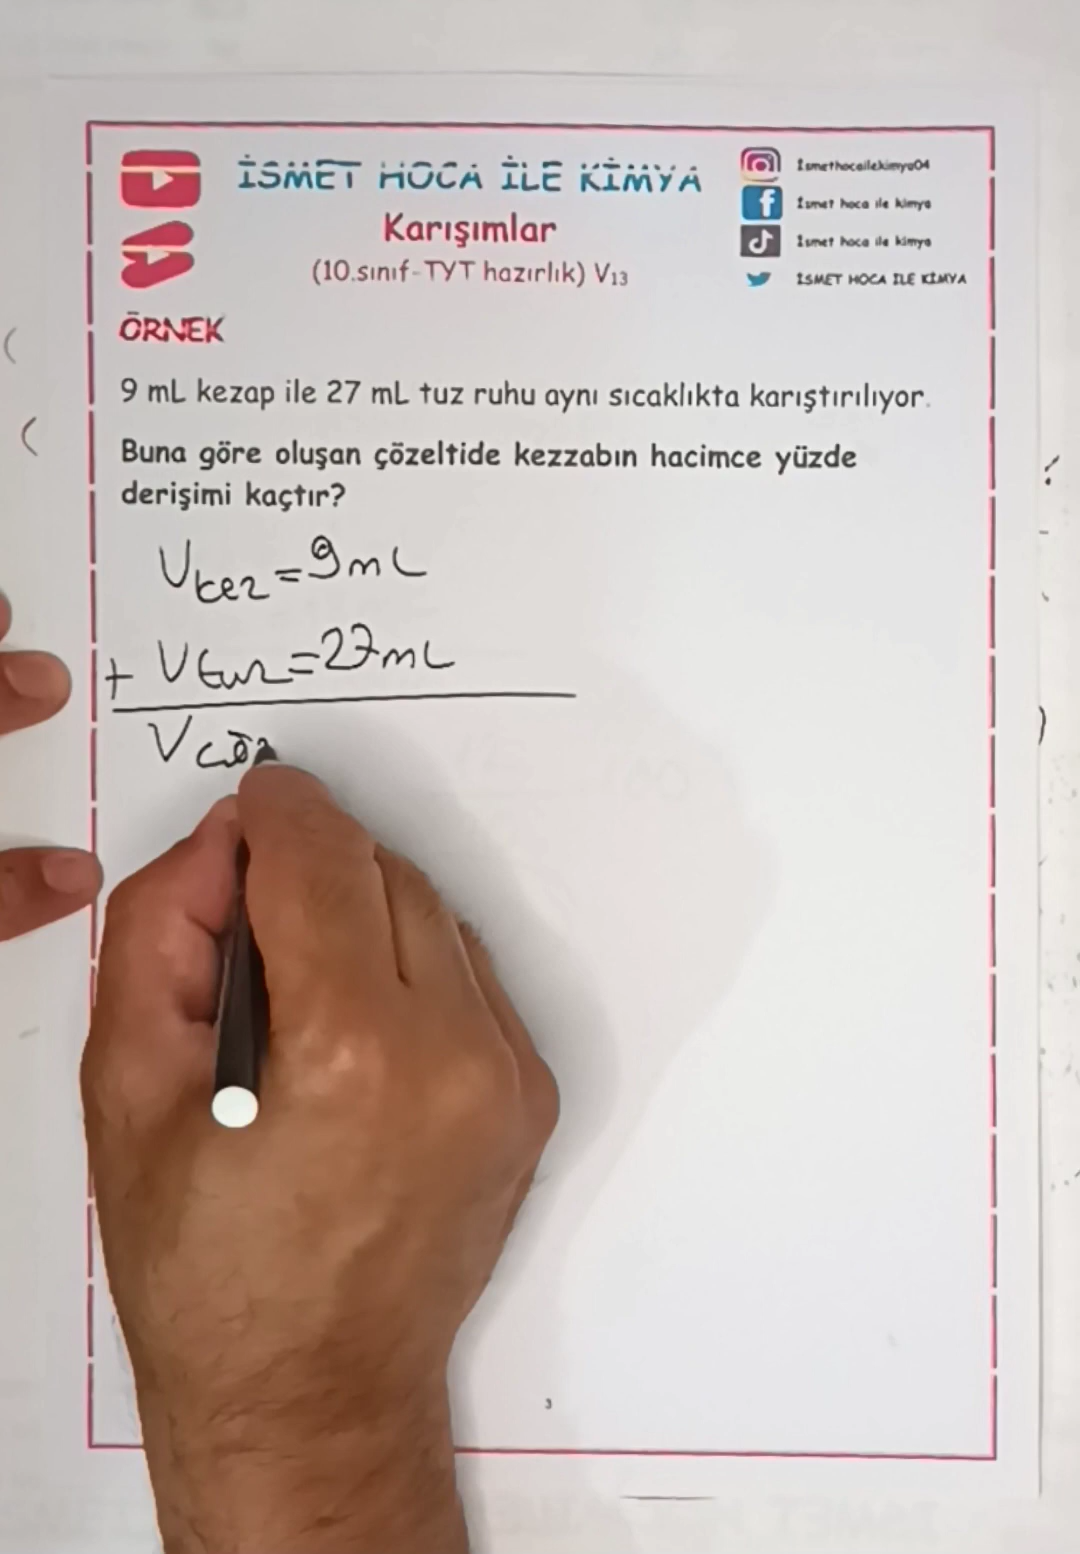 İSMET HOCA İLE KİMYA
Karışımlar
(10.sınıf-TYT hazırlık) V13
İsmethocailekimya04
İsmet hoca ile kimya
İsmet hoca ile kimya
İSMET HOCA İLE KİMYA
ÖRNEK
9 mL kezap ile 27 mL tuz ruhu aynı sıcaklıkta karıştırılıyor.
Buna göre oluşan çözeltide kezzabın hacimce yüzde
derişimi kaçtır?
Vkez=9mL
+ Vtuz=27mL
Vçöz
3